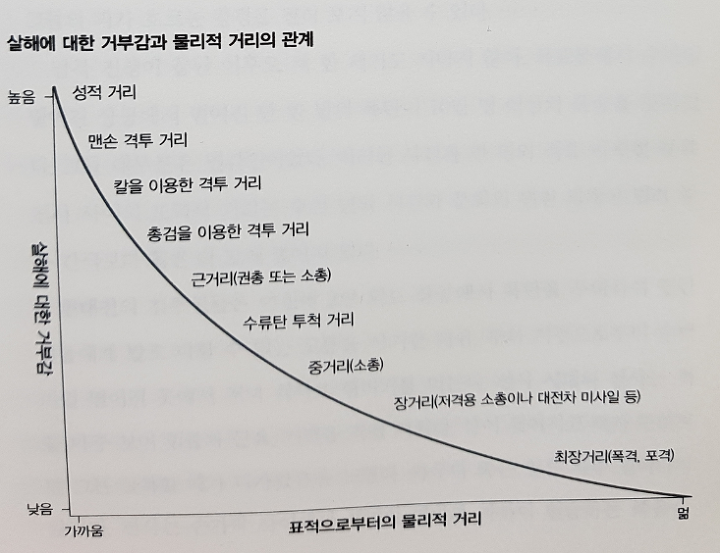 살해에 대한 거부감과 물리적 거리의 관계
높음
성적 거리
맨손 격투 거리
칼을 이용한 격투 거리
총검을 이용한 격투 거리
근거리(권총 또는 소총)
수류탄 투척 거리
중거리(소총)
장거리(저격용 소총이나 대전차 미사일 등)
최장거리(폭격, 포격)
살해에 대한 거부감
낮음
가까움
표적으로부터의 물리적 거리
멂